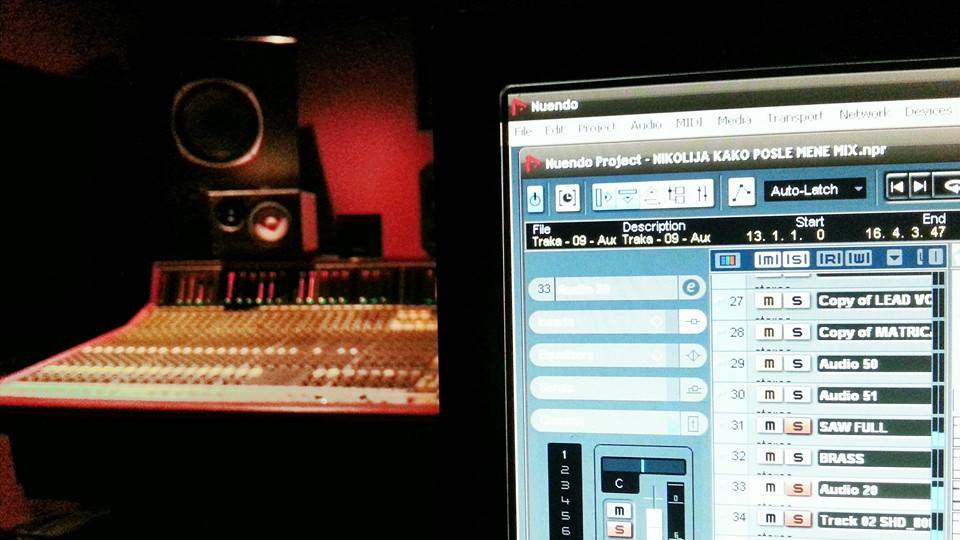 Nuendo
File Edit Project Audio MIDI Media Transport Network Devices
Nuendo Project - NIKOLIJA KAKO POSLE MENE MIX.npr
Auto-Latch
File Description Start End
Traka - 09 - Aux Traka - 09 - Aux 13. 1. 1. 0 16. 4. 3. 47
M S R W
33 Audio 20 e
Inserts
Equalizers
Sends
27 m S Copy of LEAD VO
28 m S Copy of MATRIC
29 m S Audio 50
30 m S Audio 51
31 m S SAW FULL
32 m S BRASS
33 m S Audio 20
34 m S Track 02 SHD_80
1
2
3
4
5
6
C
m
S